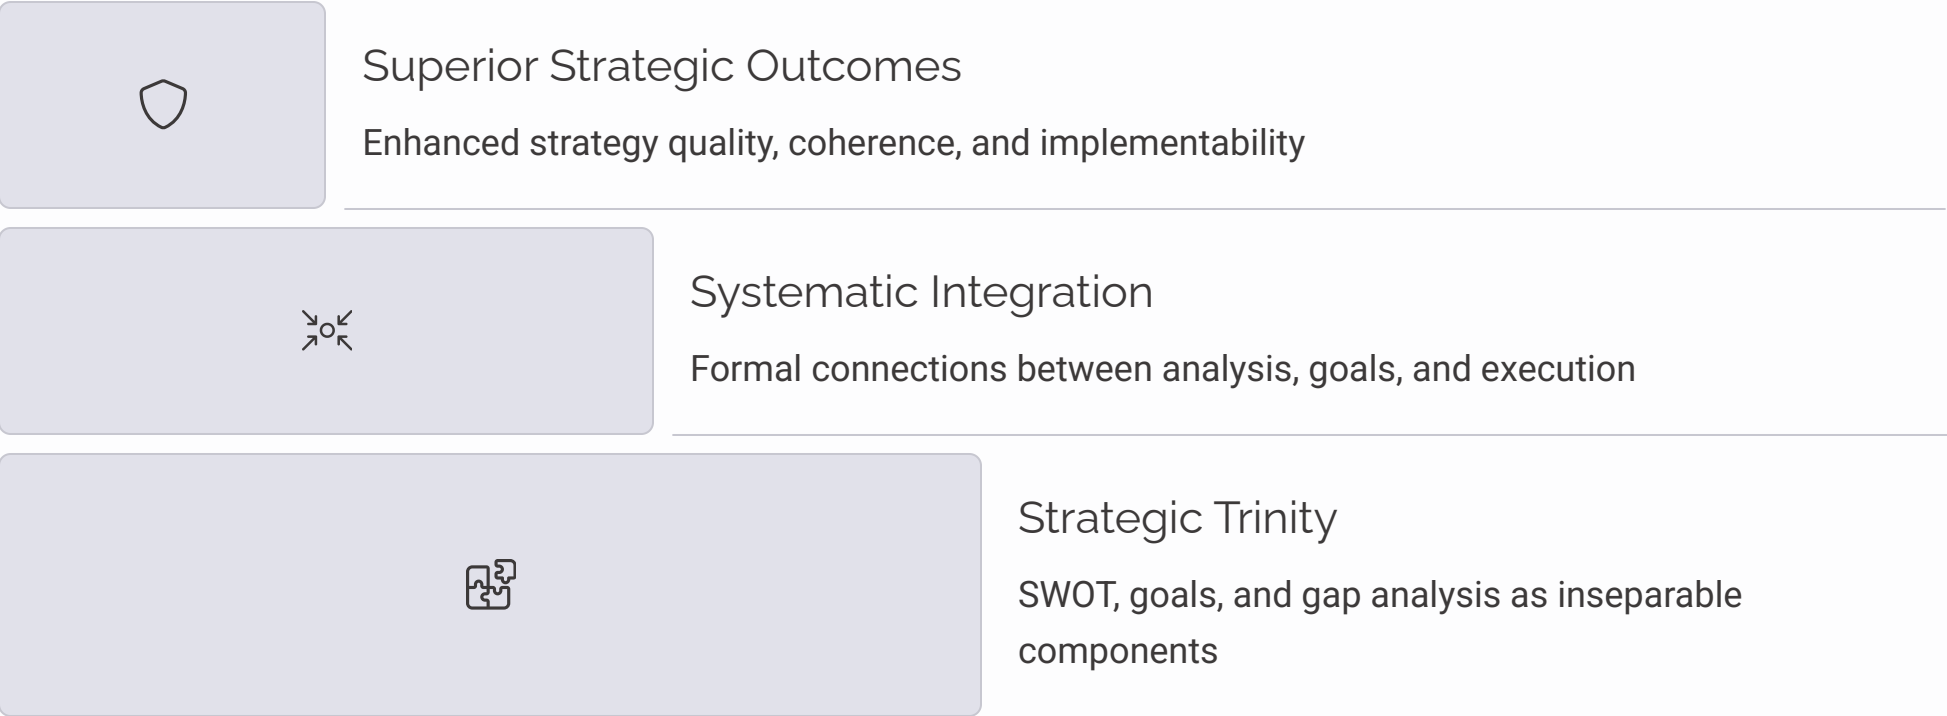 Superior Strategic Outcomes
Enhanced strategy quality, coherence, and implementability
Systematic Integration
Formal connections between analysis, goals, and execution
Strategic Trinity
SWOT, goals, and gap analysis as inseparable
components